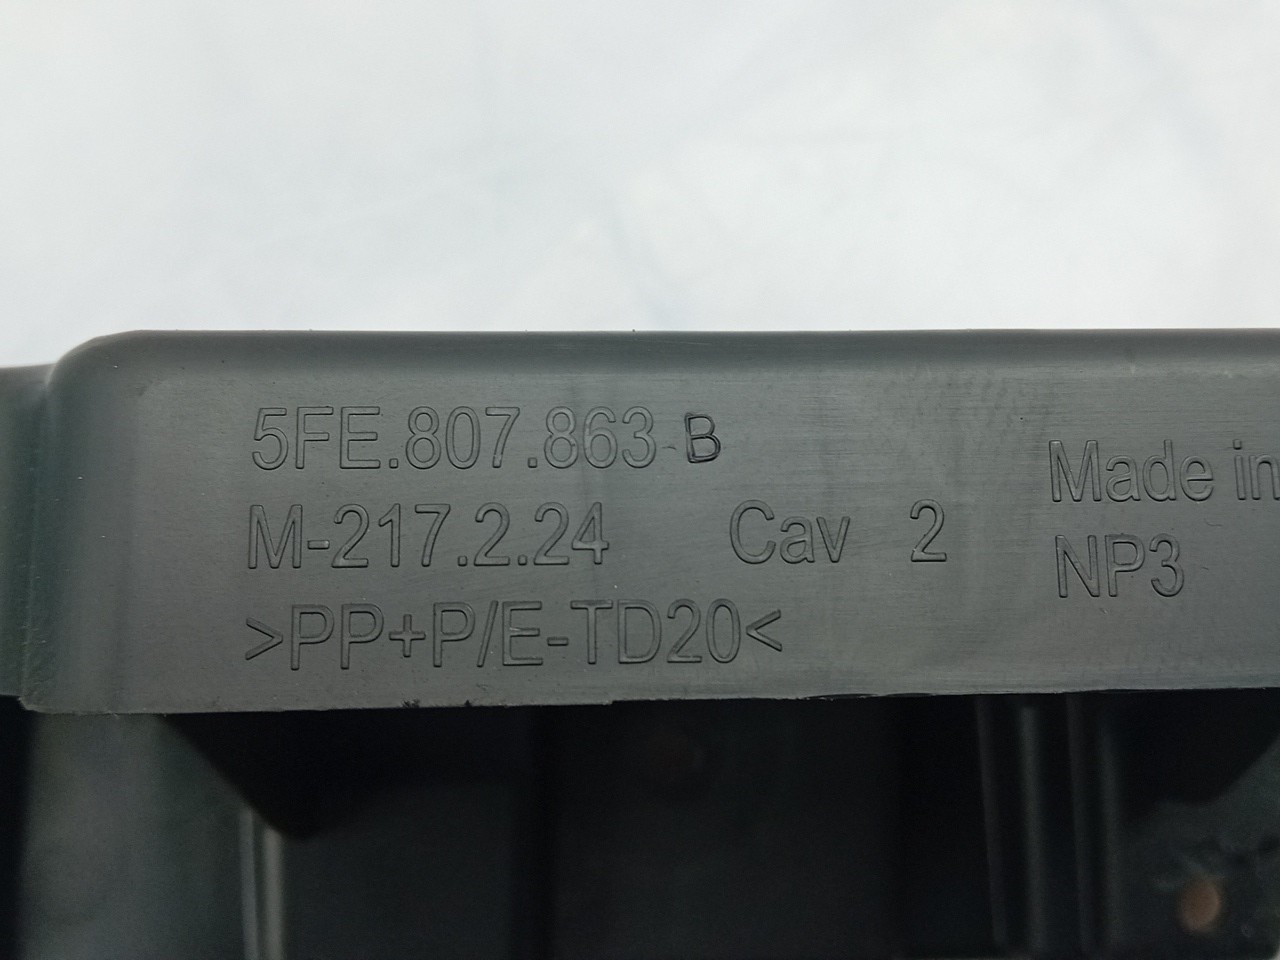 5FE.807.863 B
M-217.2.24 Cav 2
>PP+P/E-TD20<
Made in
NP3